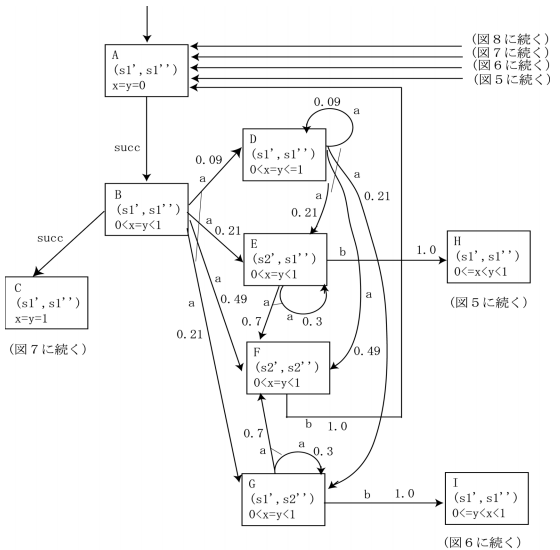 A
(s1',s1'')
x=y=0
(図8に続く)
(図7に続く)
(図6に続く)
(図5に続く)
succ
0.09
a
D
(s1',s1'')
0<x=y<=1
0.09
a
B
(s1',s1'')
0<x=y<1
a
0.21
a
0.21
a
0.21
succ
E
(s2',s1'')
0<x=y<1
b
1.0
H
(s1',s1'')
0<=x<y<1
(図5に続く)
C
(s1',s1'')
x=y=1
(図7に続く)
a
0.49
a
0.21
a
a
0.3
0.7
a
0.49
F
(s2',s2'')
0<x=y<1
b
1.0
0.7
a
a
0.3
G
(s1',s2'')
0<x=y<1
b
1.0
I
(s1',s1'')
0<=y<x<1
(図6に続く)